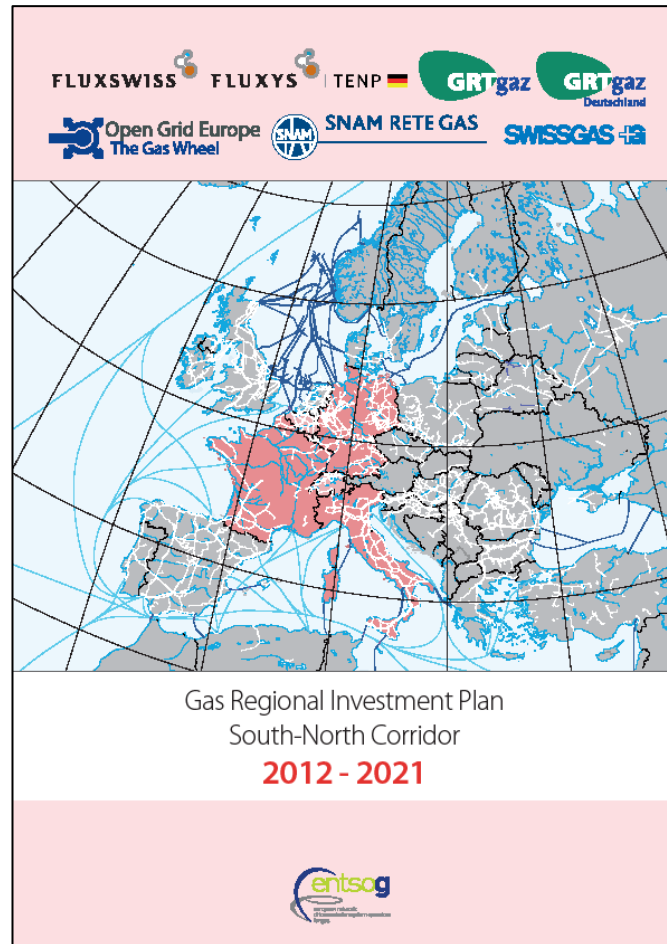 FLUXSWISS FLUXYS | TENP GRTgaz GRTgaz
Deutschland
Open Grid Europe
The Gas Wheel
SNAM
SNAM RETE GAS
SWISSGAS
Gas Regional Investment Plan
South-North Corridor
2012 - 2021
entsog